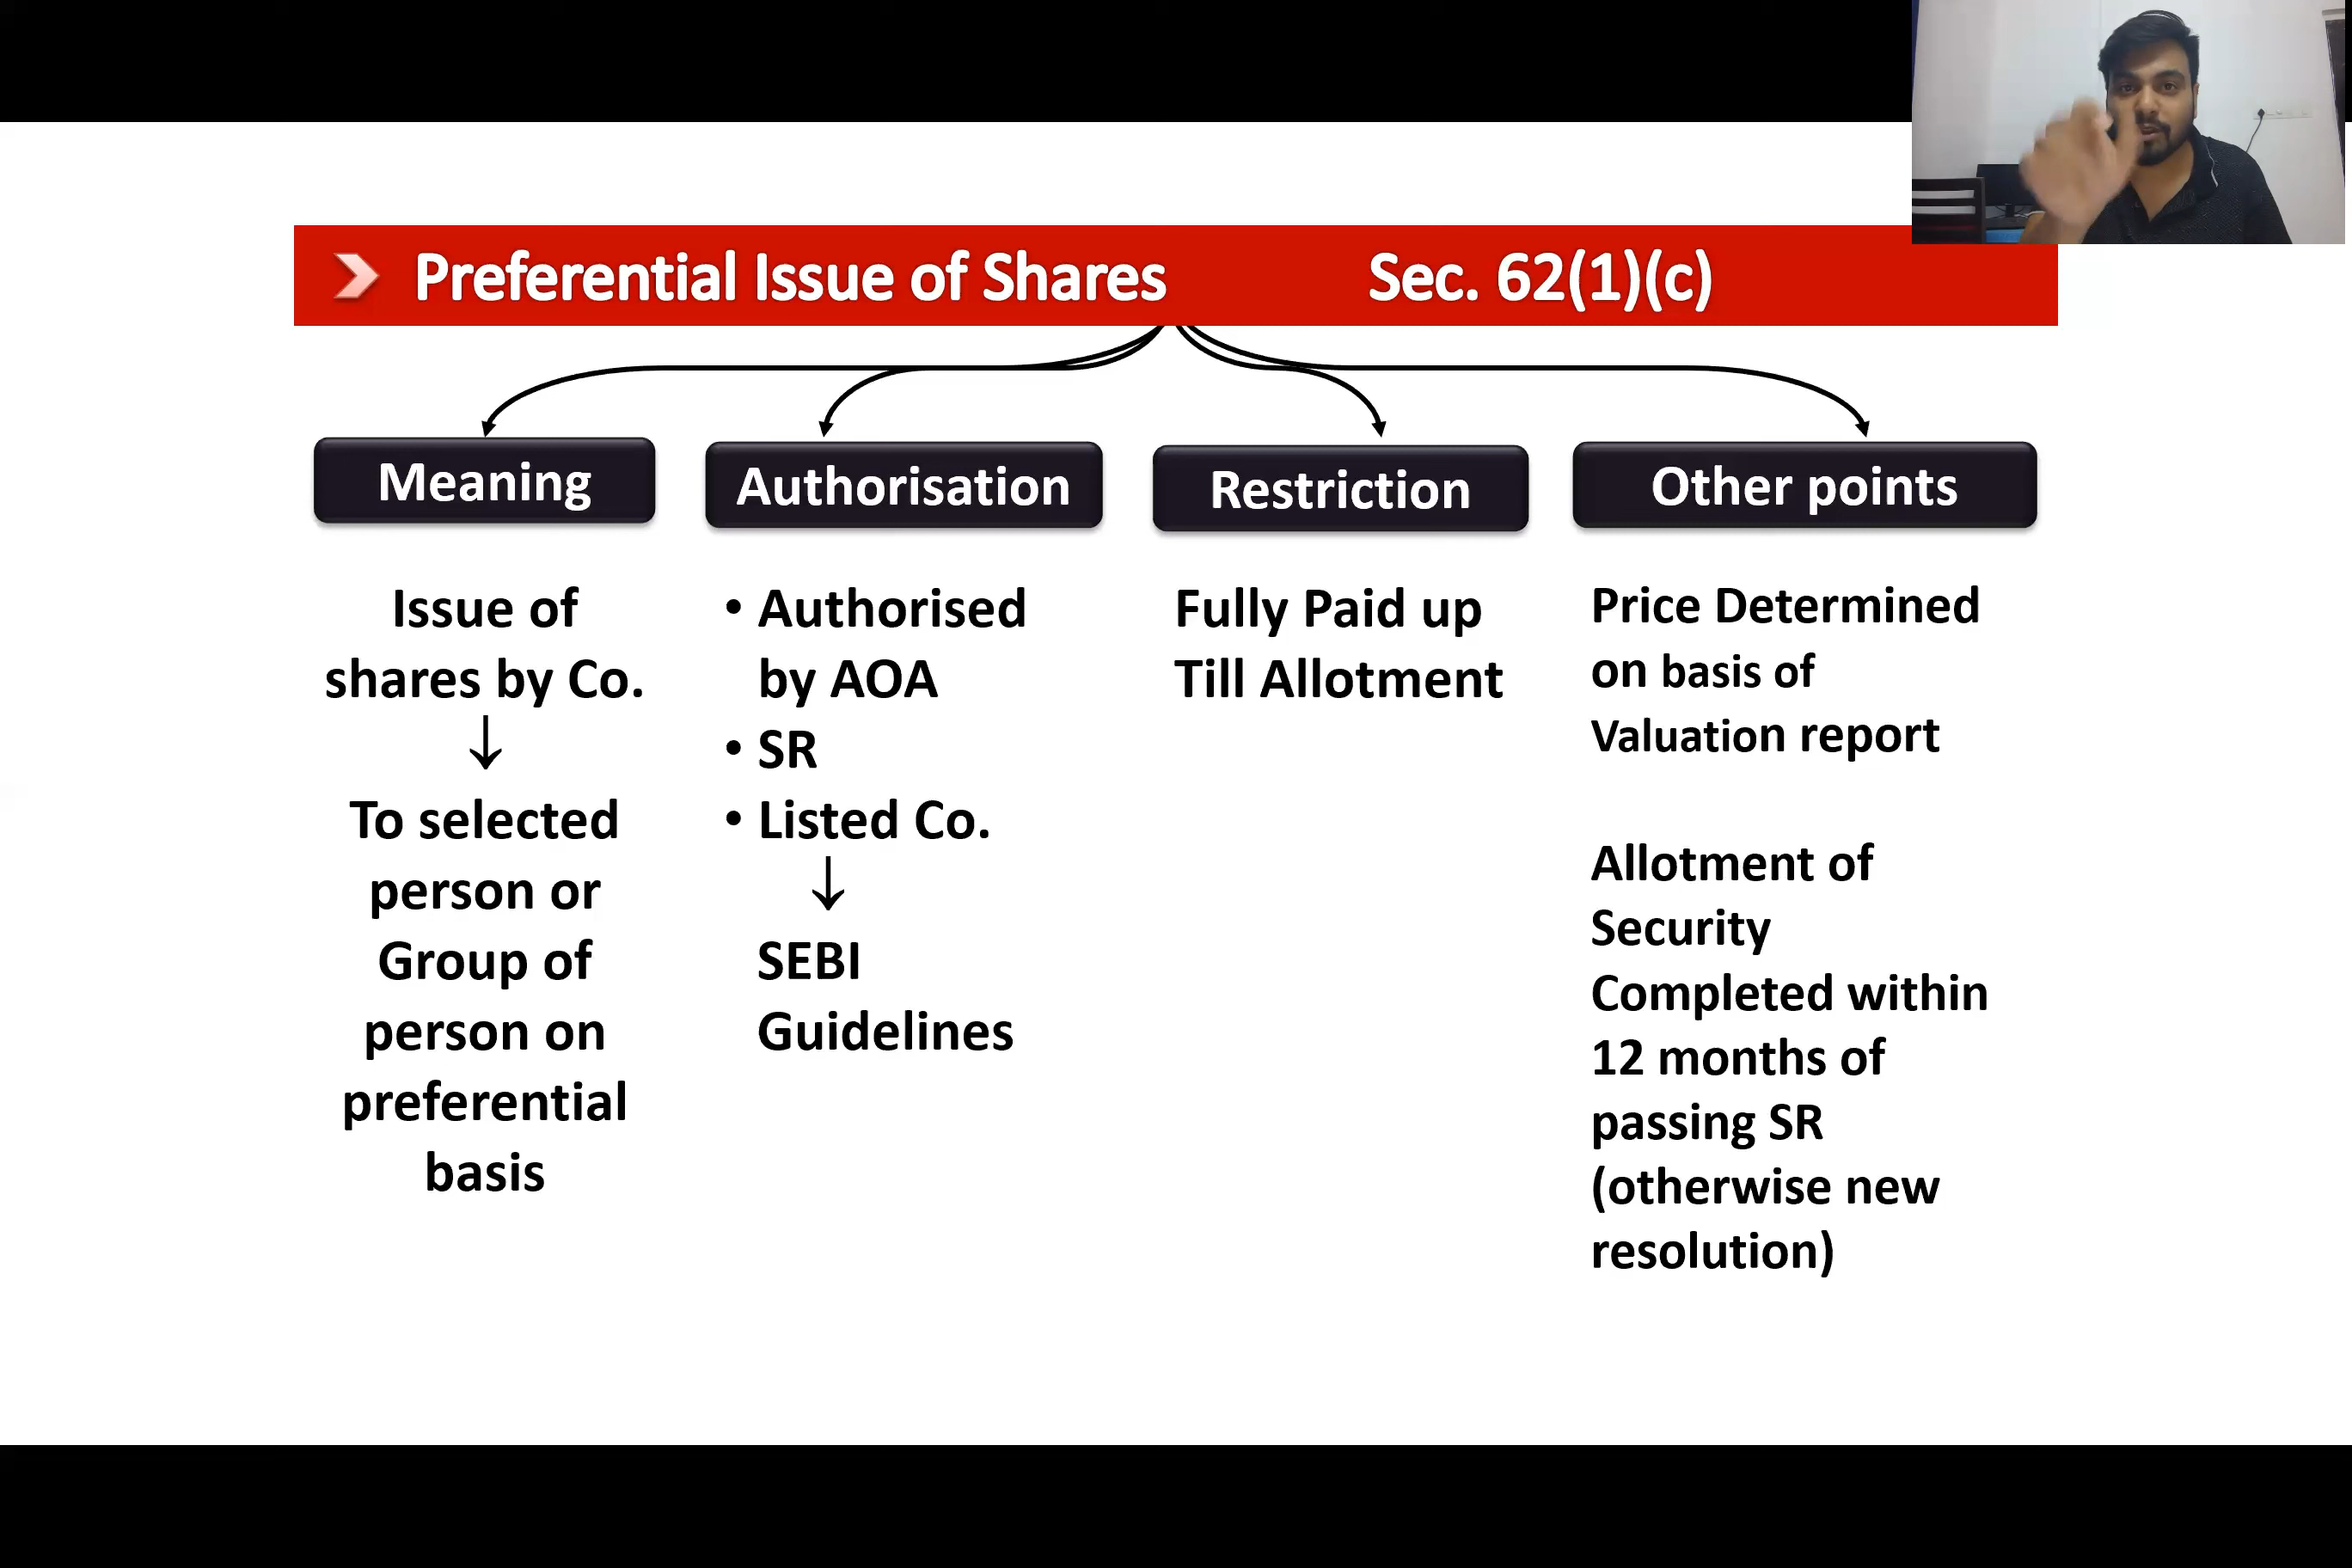 Preferential Issue of Shares Sec. 62(1)(c)
Meaning
Issue of
shares by Co.
↓
To selected
person or
Group of
person on
preferential
basis
Authorisation
• Authorised
by AOA
• SR
• Listed Co.
↓
SEBI
Guidelines
Restriction
Fully Paid up
Till Allotment
Other points
Price Determined
on basis of
Valuation report
Allotment of
Security
Completed within
12 months of
passing SR
(otherwise new
resolution)